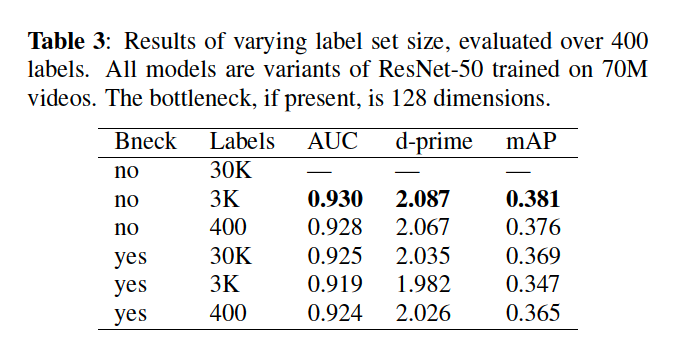 Table 3: Results of varying label set size, evaluated over 400
labels. All models are variants of ResNet-50 trained on 70M
videos. The bottleneck, if present, is 128 dimensions.
Bneck Labels AUC d-prime mAP
no 30K — — —
no 3K 0.930 2.087 0.381
no 400 0.928 2.067 0.376
yes 30K 0.925 2.035 0.369
yes 3K 0.919 1.982 0.347
yes 400 0.924 2.026 0.365